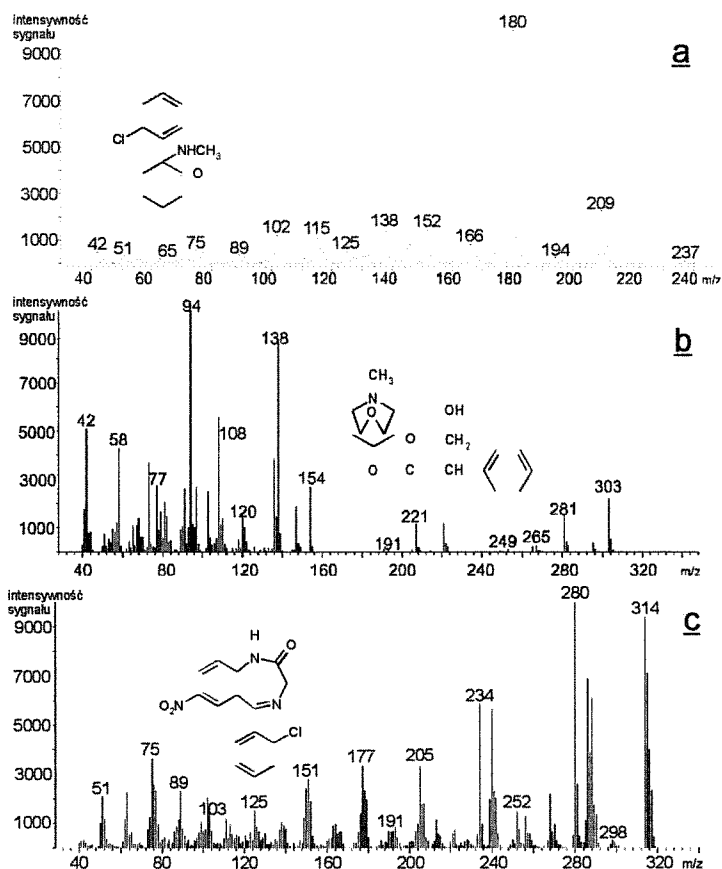 intensywność
sygnału
180
a
9000
7000
5000
3000
1000
Cl
NHCH₃
O
42 51 65 75 89 102 115 125 138 152 166 194 209 237
40 60 80 100 120 140 160 180 200 220 240 m/z
intensywność
sygnału
b
9000
7000
5000
3000
1000
94
138
42 58 77 108 120 154 191 221 249 265 281 303
CH₃
N
O OH
O CH₂
O C CH
40 80 120 160 200 240 280 320 m/z
intensywność
sygnału
c
9000
7000
5000
3000
1000
H
N O
O₂N N
Cl
280
314
234
51 75 89 103 125 151 177 191 205 252 298
40 80 120 160 200 240 280 320 m/z